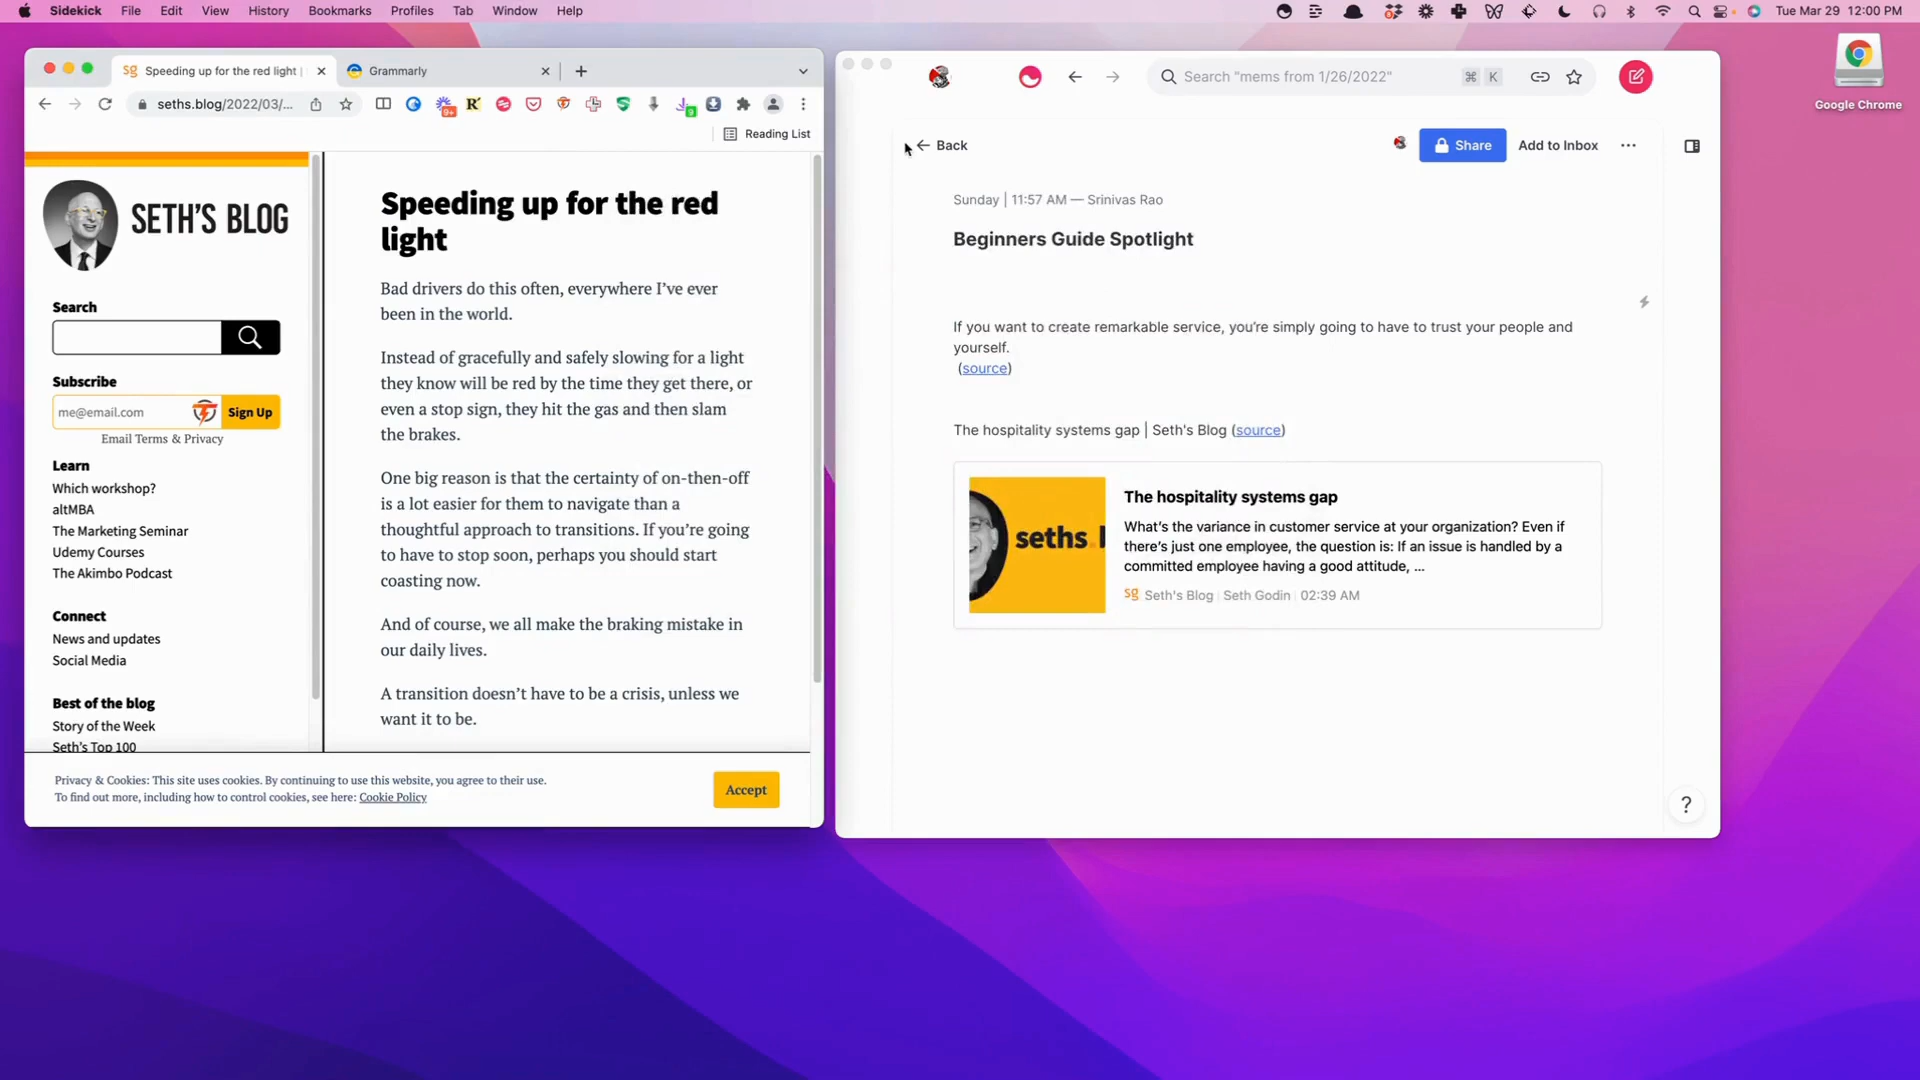 Sidekick File Edit View History Bookmarks Profiles Tab Window Help
Tue Mar 29 12:00 PM
Google Chrome
Speeding up for the red light |
Grammarly
seths.blog/2022/03/...
9+
9
Reading List
SETH'S BLOG
Search
Subscribe
me@email.com
Sign Up
Email Terms & Privacy
Learn
Which workshop?
altMBA
The Marketing Seminar
Udemy Courses
The Akimbo Podcast
Connect
News and updates
Social Media
Best of the blog
Story of the Week
Seth's Top 100
Speeding up for the red
light
Bad drivers do this often, everywhere I've ever
been in the world.
Instead of gracefully and safely slowing for a light
they know will be red by the time they get there, or
even a stop sign, they hit the gas and then slam
the brakes.
One big reason is that the certainty of on-then-off
is a lot easier for them to navigate than a
thoughtful approach to transitions. If you're going
to have to stop soon, perhaps you should start
coasting now.
And of course, we all make the braking mistake in
our daily lives.
A transition doesn't have to be a crisis, unless we
want it to be.
Privacy & Cookies: This site uses cookies. By continuing to use this website, you agree to their use.
To find out more, including how to control cookies, see here: Cookie Policy
Accept
Search "mems from 1/26/2022"
⌘ K
← Back
Share
Add to Inbox
Sunday | 11:57 AM — Srinivas Rao
Beginners Guide Spotlight
If you want to create remarkable service, you're simply going to have to trust your people and
yourself.
(source)
The hospitality systems gap | Seth's Blog (source)
seths.
The hospitality systems gap
What's the variance in customer service at your organization? Even if
there's just one employee, the question is: If an issue is handled by a
committed employee having a good attitude, ...
sg Seth's Blog | Seth Godin | 02:39 AM
?